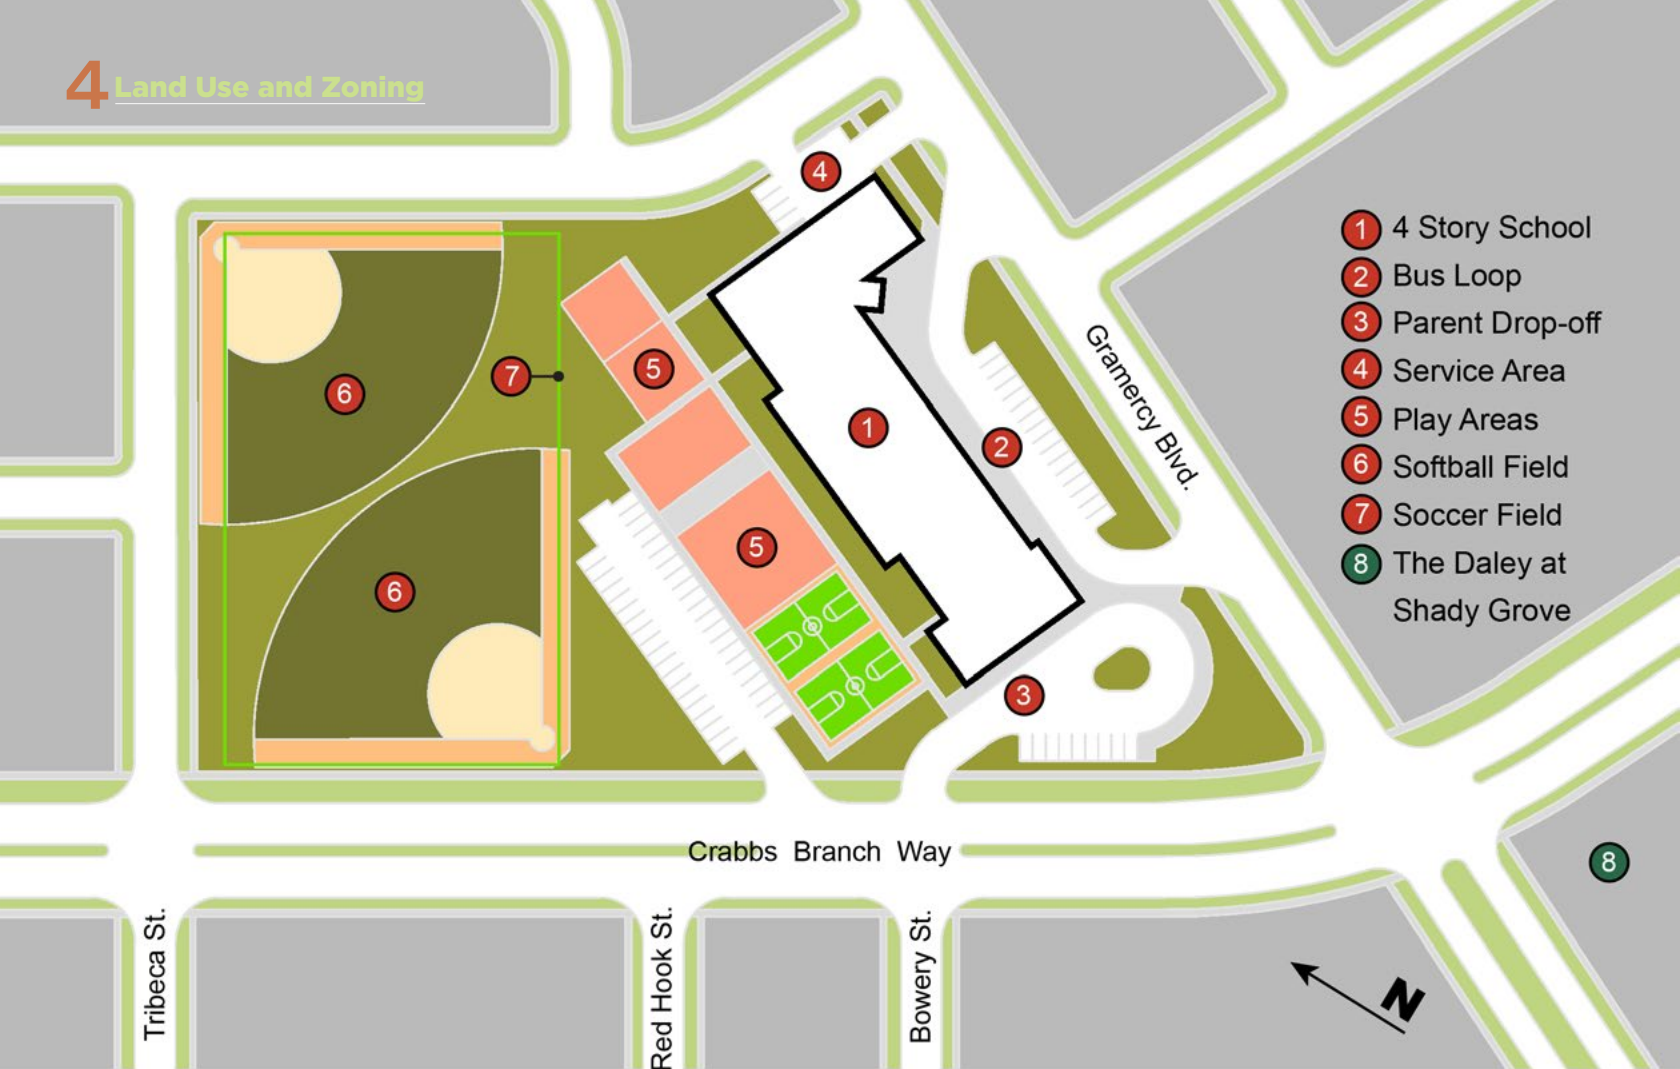 4 Land Use and Zoning
4
1 4 Story School
2 Bus Loop
3 Parent Drop-off
4 Service Area
5 Play Areas
6 Softball Field
7 Soccer Field
8 The Daley at
Shady Grove
5
7
6
1
2
Gramercy Blvd.
5
6
3
Crabbs Branch Way
8
Tribeca St.
Red Hook St.
Bowery St.
N